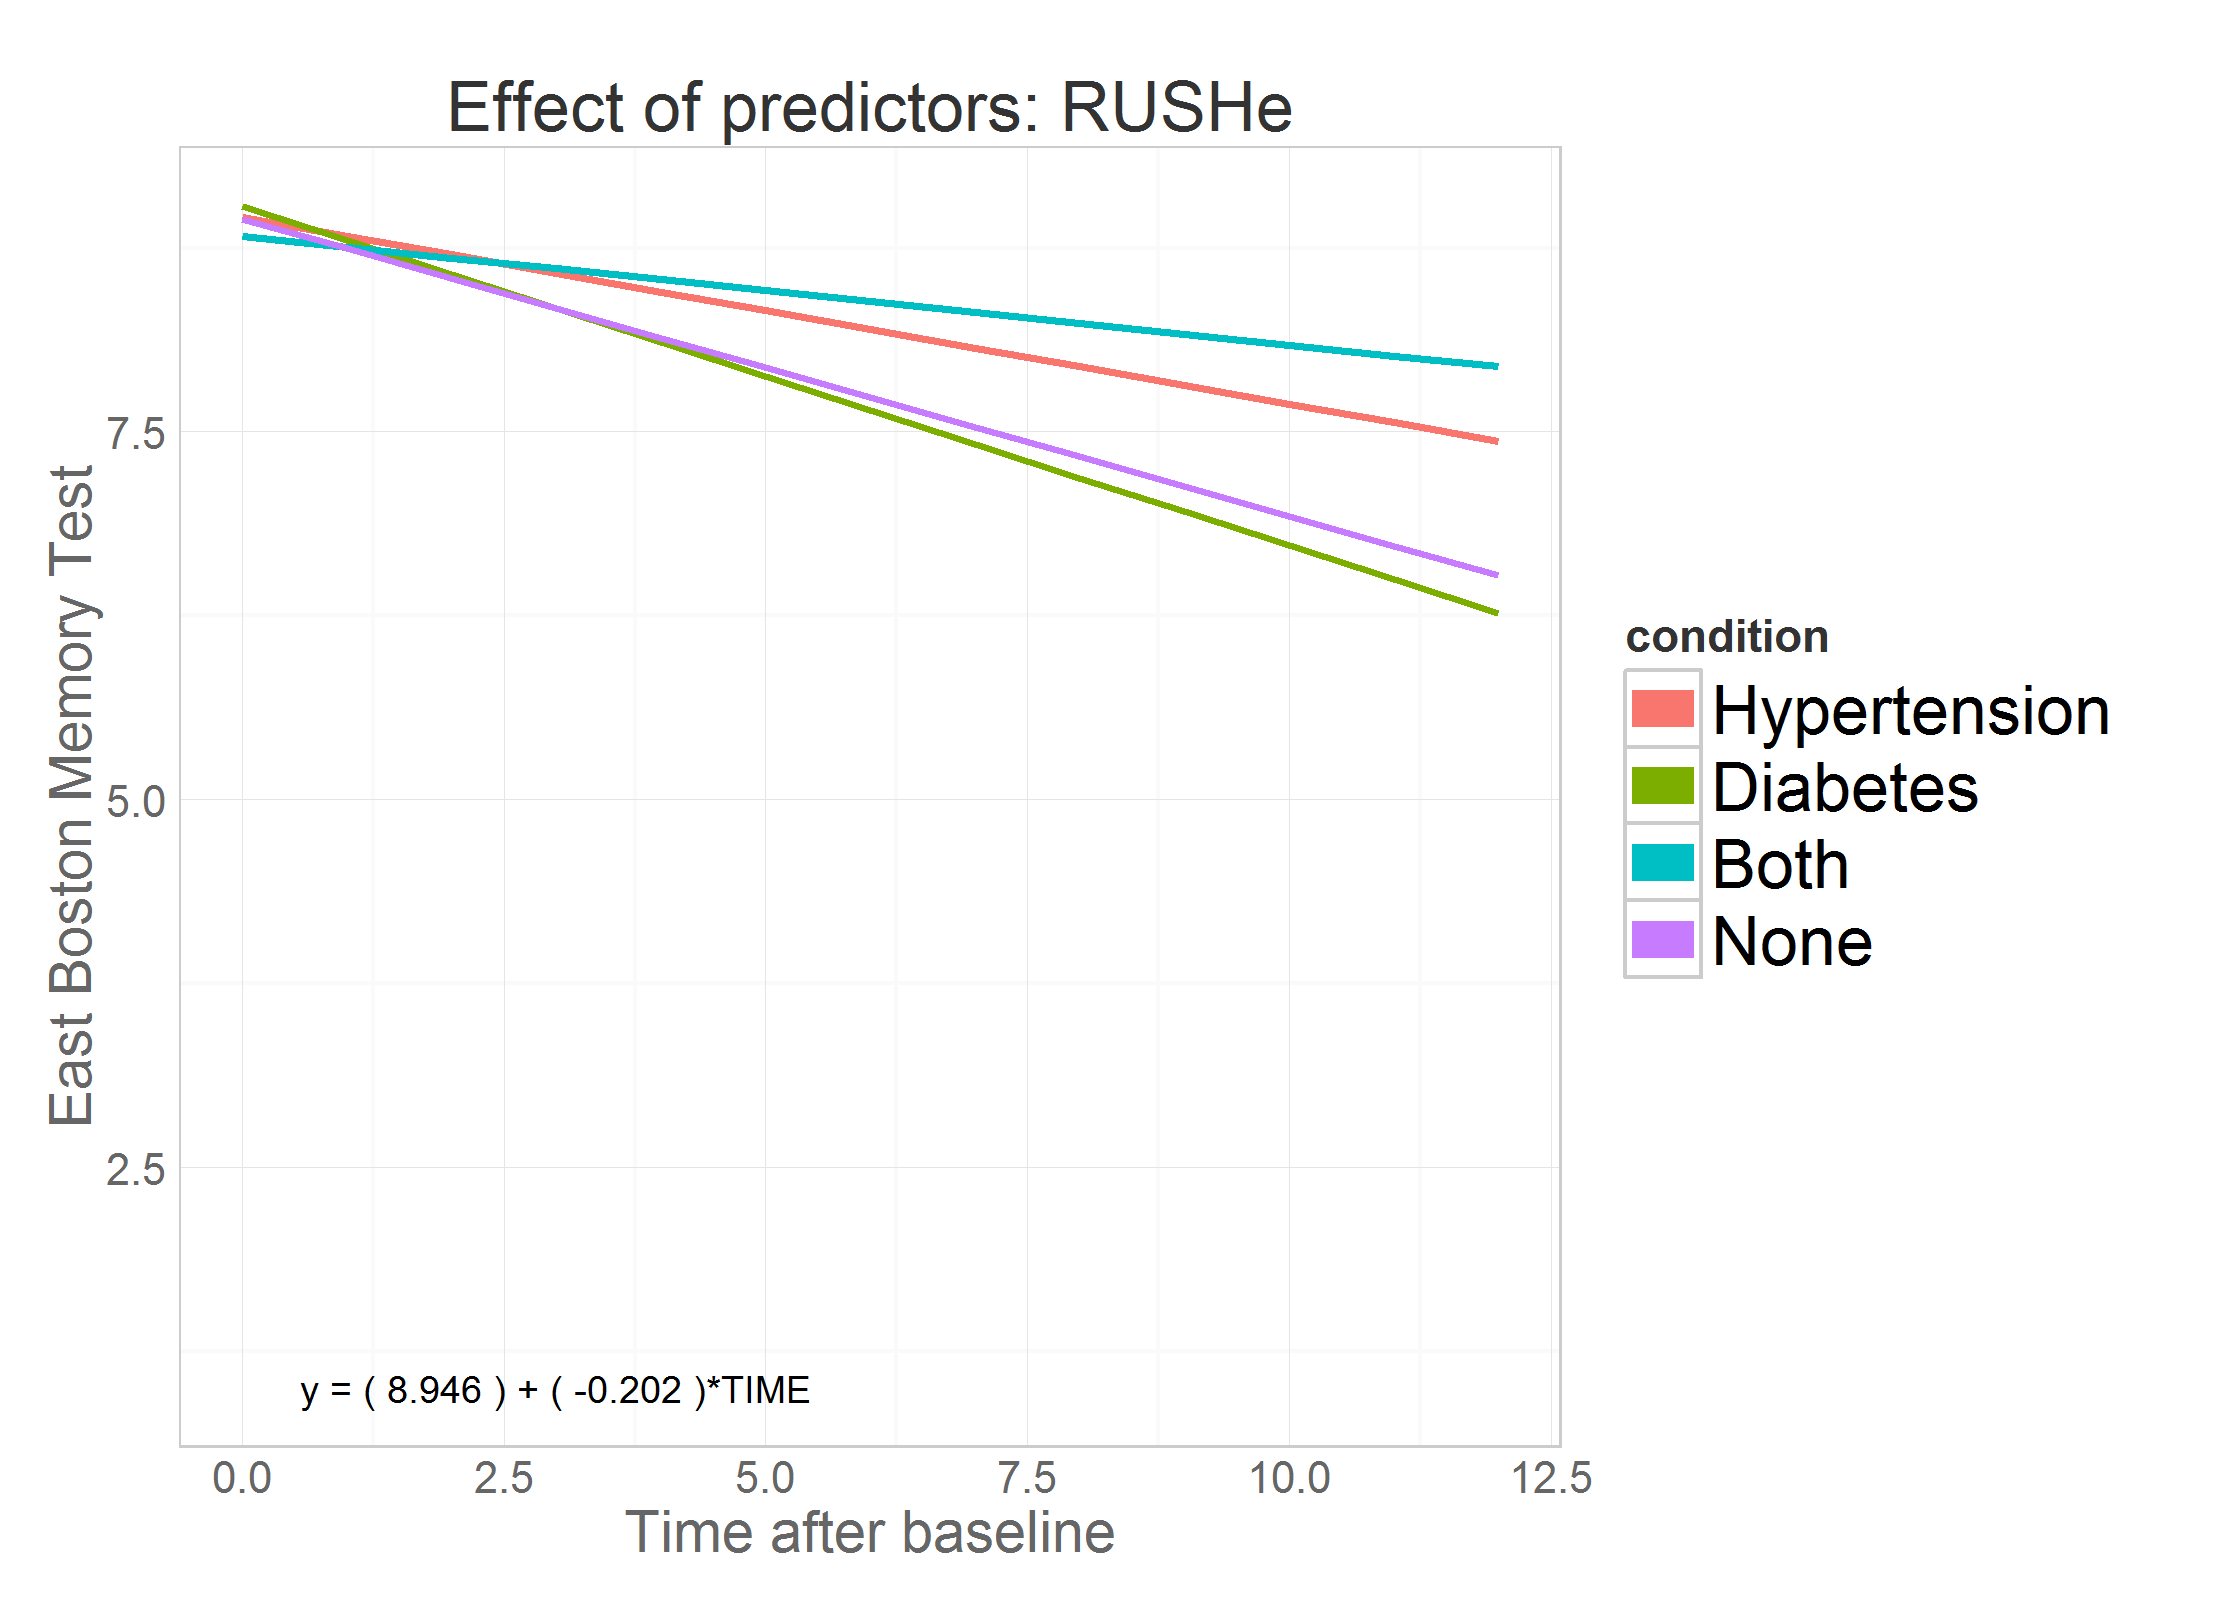 Effect of predictors: RUSHe
East Boston Memory Test
7.5
5.0
2.5
y = ( 8.946 ) + ( -0.202 )*TIME
0.0 2.5 5.0 7.5 10.0 12.5
Time after baseline
condition
Hypertension
Diabetes
Both
None